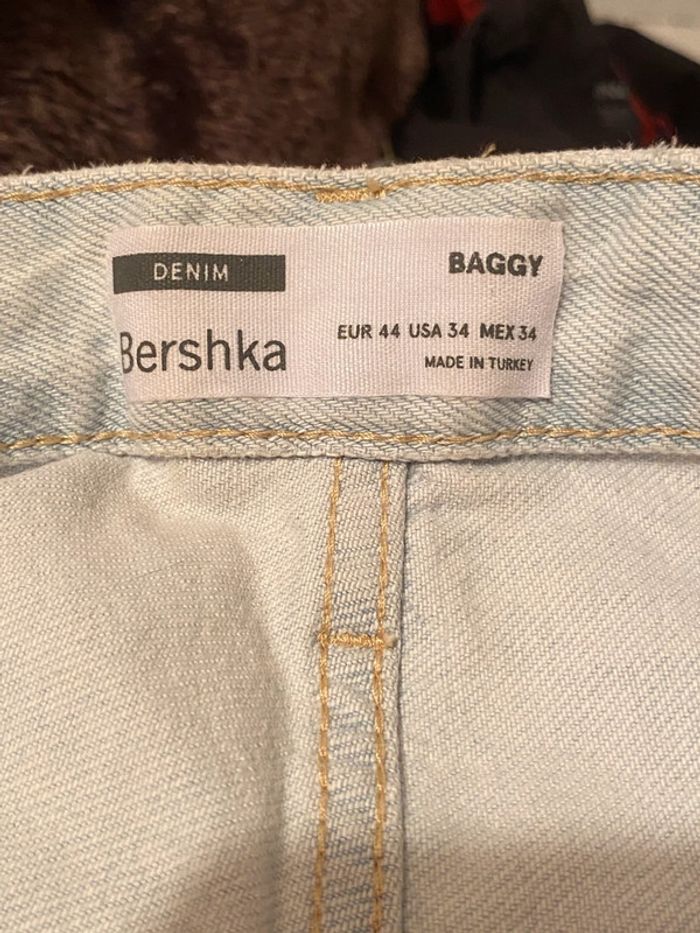 DENIM
BAGGY
Bershka
EUR 44 USA 34 MEX 34
MADE IN TURKEY